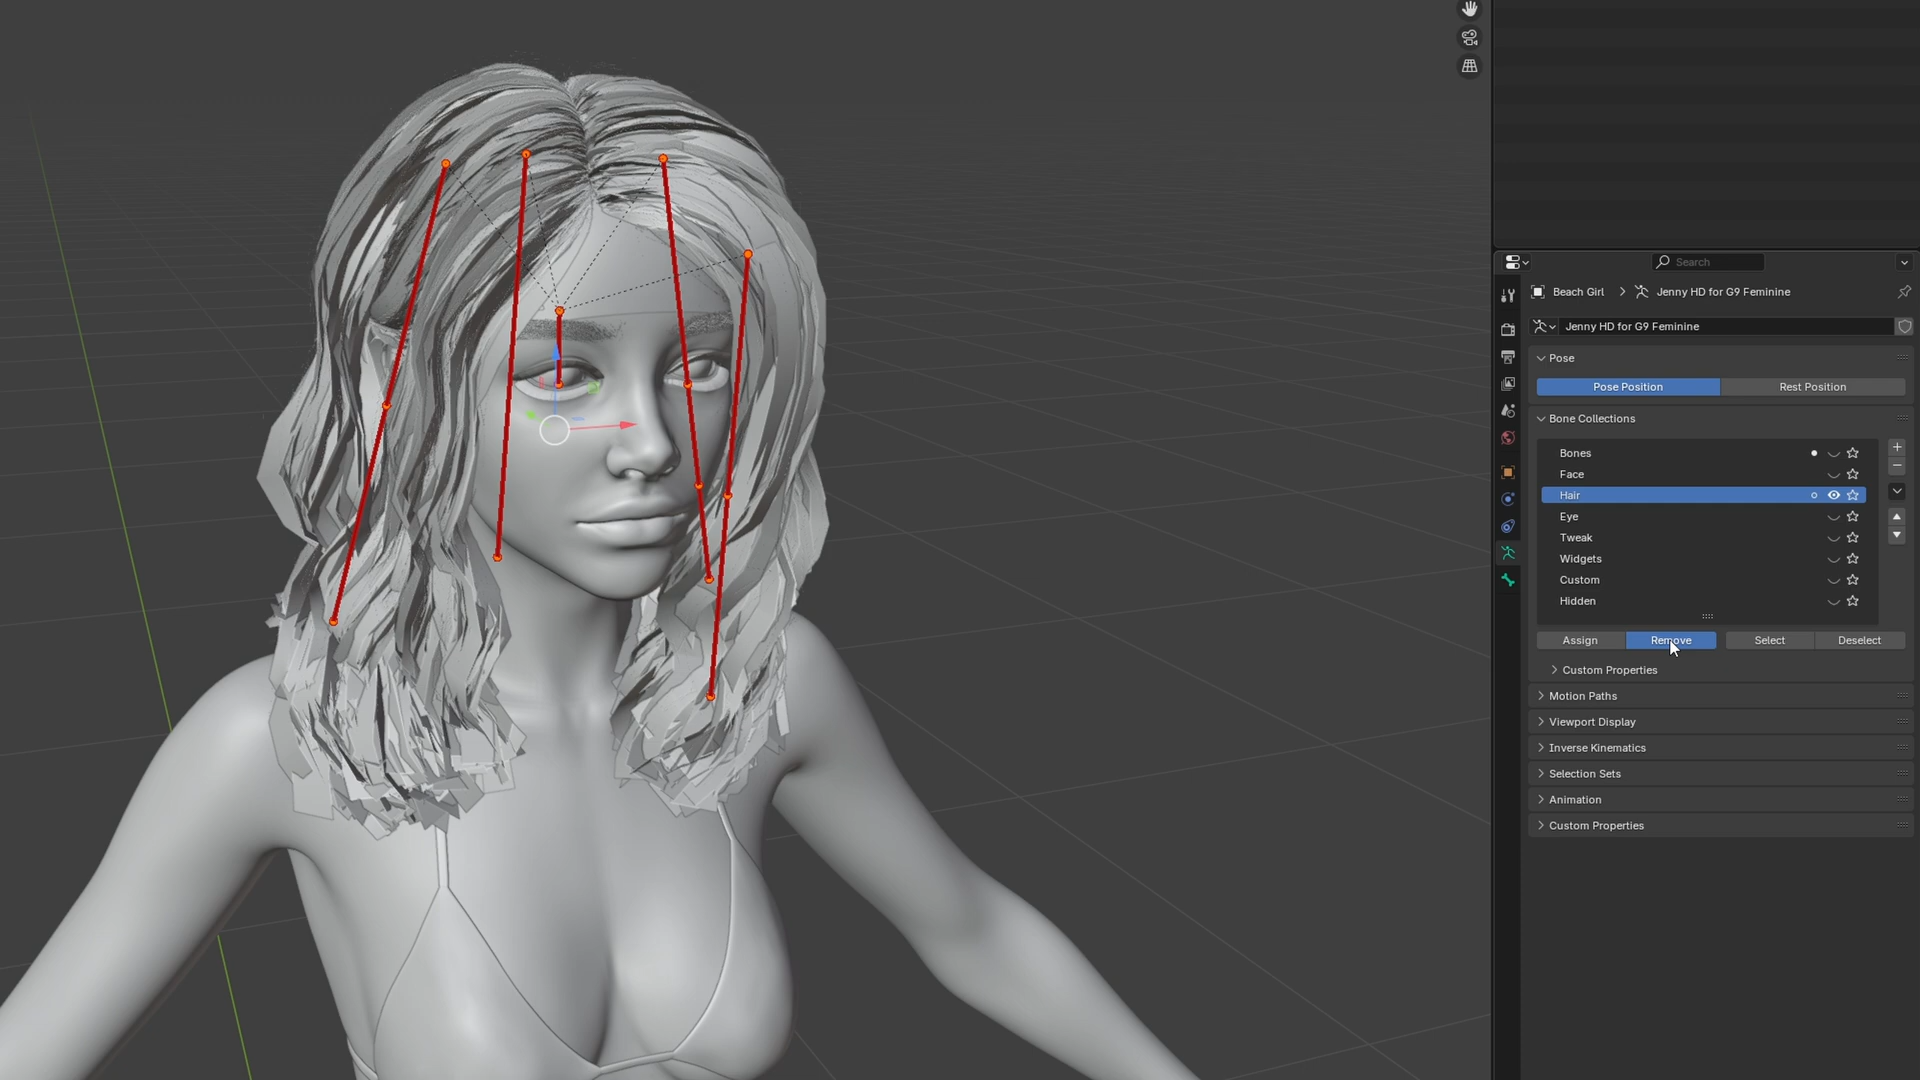 Search
Beach Girl Jenny HD for G9 Feminine
Jenny HD for G9 Feminine
Pose
Pose Position Rest Position
Bone Collections
Bones
Face
Hair
Eye
Tweak
Widgets
Custom
Hidden
Assign Remove Select Deselect
Custom Properties
Motion Paths
Viewport Display
Inverse Kinematics
Selection Sets
Animation
Custom Properties